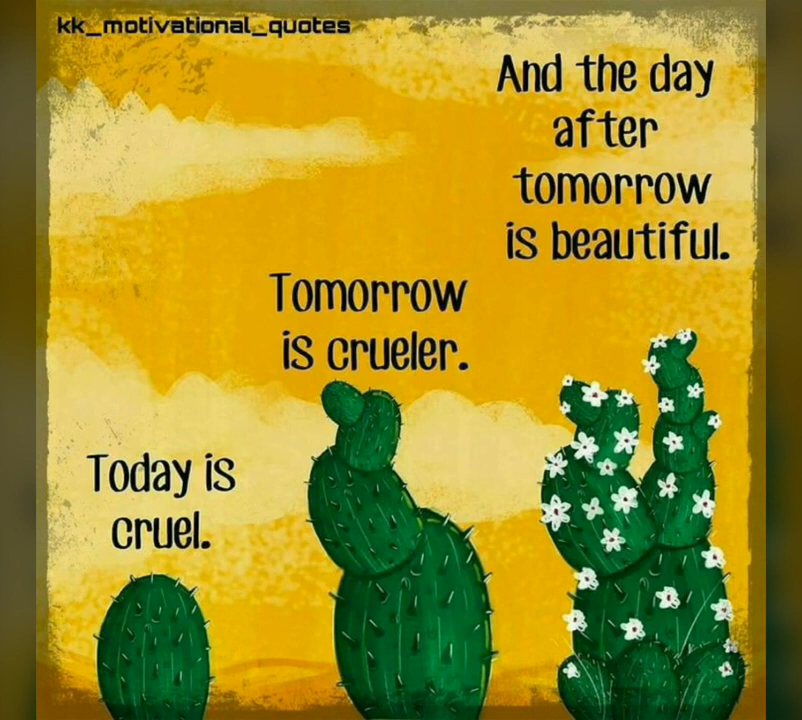 kk_motivational_quotes
And the day
after
tomorrow
is beautiful.
Tomorrow
is crueler.
Today is
cruel.